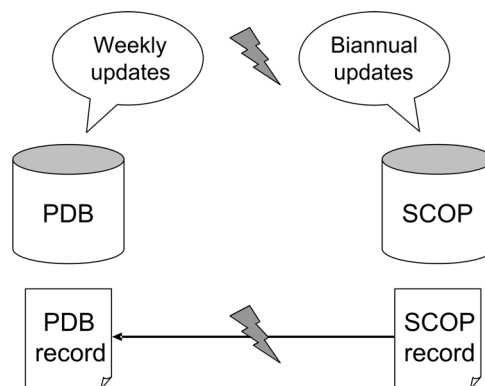 Weekly
updates
Biannual
updates
PDB
SCOP
PDB
record
SCOP
record